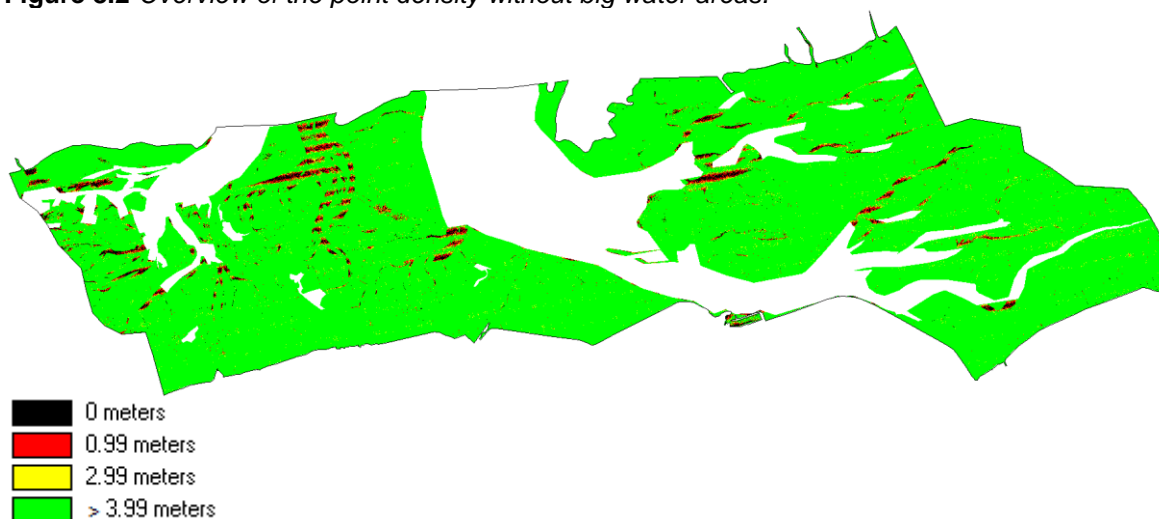 Figure 3.2 Overview of the point density without big water areas.
0 meters
0.99 meters
2.99 meters
> 3.99 meters